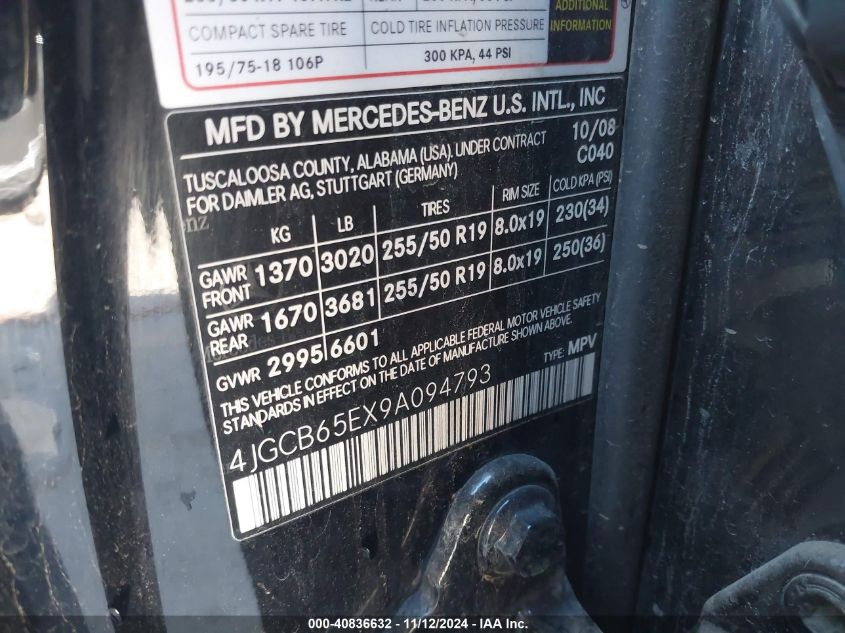 ADDITIONAL
INFORMATION
COMPACT SPARE TIRE COLD TIRE INFLATION PRESSURE
195/75-18 106P 300 KPA, 44 PSI
MFD BY MERCEDES-BENZ U.S. INTL., INC
TUSCALOOSA COUNTY, ALABAMA (USA), UNDER CONTRACT 10/08
FOR DAIMLER AG, STUTTGART (GERMANY) C040
KG LB TIRES RIM SIZE COLD KPA (PSI)
GAWR FRONT 1370 3020 255/50 R19 8.0x19 230(34)
GAWR REAR 1670 3681 255/50 R19 8.0x19 250(36)
GVWR 2995 6601
THIS VEHICLE CONFORMS TO ALL APPLICABLE FEDERAL MOTOR VEHICLE SAFETY
STANDARDS IN EFFECT ON THE DATE OF MANUFACTURE SHOWN ABOVE.
TYPE: MPV
4JGCB65EX9A094793
000-40836632 - 11/12/2024 - IAA Inc.